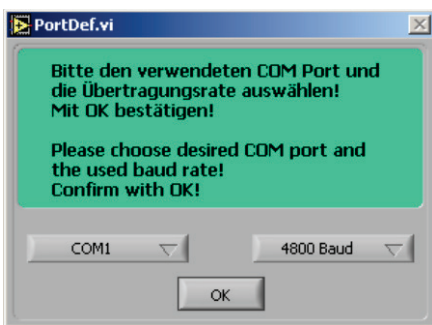 PortDef.vi
Bitte den verwendeten COM Port und
die Übertragungsrate auswählen!
Mit OK bestätigen!
Please choose desired COM port and
the used baud rate!
Confirm with OK!
COM1 4800 Baud
OK